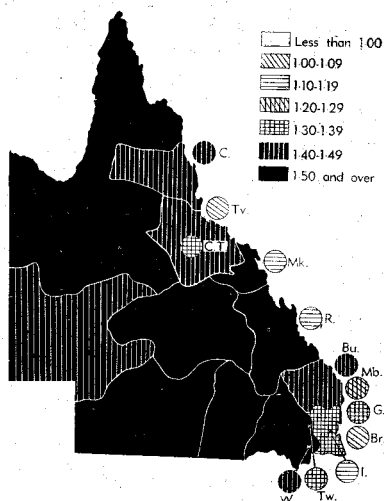 Less than 1·00
1·00-1·09
1·10-1·19
1·20-1·29
1·30-1·39
1·40-1·49
1·50 and over
C.
Tv.
C.T.
Mk.
R.
Bu.
Mb.
G.
Br.
I.
W. Tw.